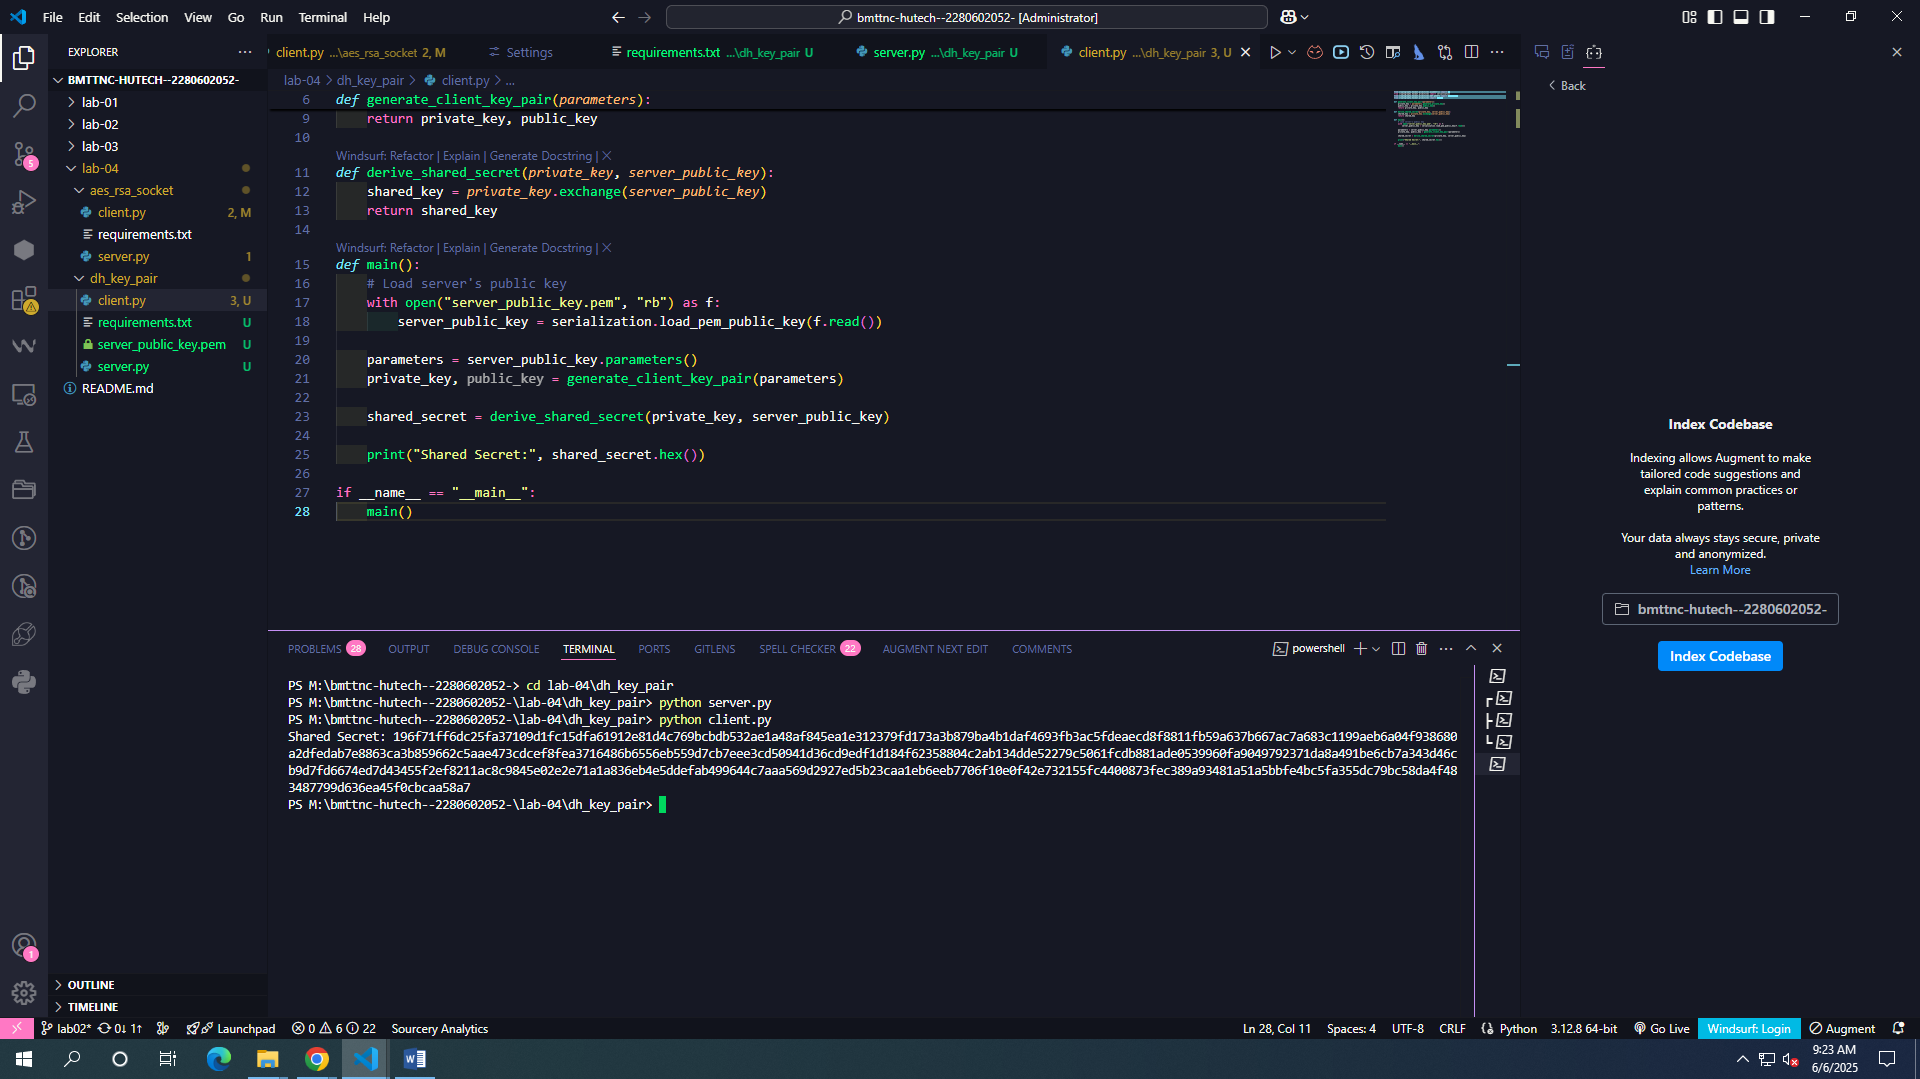 File Edit Selection View Go Run Terminal Help
bmttnc-hutech--2280602052- [Administrator]
EXPLORER
client.py ...\aes_rsa_socket 2, M
Settings
requirements.txt ...\dh_key_pair U
server.py ...\dh_key_pair U
client.py ...\dh_key_pair 3, U
BMTTNC-HUTECH--2280602052-
lab-01
lab-02
lab-03
lab-04
aes_rsa_socket
client.py 2, M
requirements.txt
server.py 1
dh_key_pair
client.py 3, U
requirements.txt U
server_public_key.pem U
server.py U
README.md
OUTLINE
TIMELINE
5
1
lab-04 > dh_key_pair > client.py > ...
6 def generate_client_key_pair(parameters):
9 return private_key, public_key
10
Windsurf: Refactor | Explain | Generate Docstring | X
11 def derive_shared_secret(private_key, server_public_key):
12 shared_key = private_key.exchange(server_public_key)
13 return shared_key
14
Windsurf: Refactor | Explain | Generate Docstring | X
15 def main():
16 # Load server's public key
17 with open("server_public_key.pem", "rb") as f:
18 server_public_key = serialization.load_pem_public_key(f.read())
19
20 parameters = server_public_key.parameters()
21 private_key, public_key = generate_client_key_pair(parameters)
22
23 shared_secret = derive_shared_secret(private_key, server_public_key)
24
25 print("Shared Secret:", shared_secret.hex())
26
27 if __name__ == "__main__":
28 main()
PROBLEMS 28 OUTPUT DEBUG CONSOLE TERMINAL PORTS GITLENS SPELL CHECKER 22 AUGMENT NEXT EDIT COMMENTS
powershell
PS M:\bmttnc-hutech--2280602052-> cd lab-04\dh_key_pair
PS M:\bmttnc-hutech--2280602052-\lab-04\dh_key_pair> python server.py
PS M:\bmttnc-hutech--2280602052-\lab-04\dh_key_pair> python client.py
Shared Secret: 196f71ff6dc25fa37109d1fc15dfa61912e81d4c769bcbdb532ae1a48af845ea1e312379fd173a3b879ba4b1daf4693fb3ac5fdeaecd8f8811fb59a637b667ac7a683c1199aeb6a04f938680
a2dfedab7e8863ca3b859662c5aae473cdcef8fea3716486b6556eb559d7cb7eee3cd50941d36cd9edf1d184f62358804c2ab134dde52279c5061fcdb881ade0539960fa9049792371da8a491be6cb7a343d46c
b9d7fd6674ed7d43455f2ef8211ac8c9845e02e2e71a1a836eb4e5ddefab499644c7aaa569d2927ed5b23caa1eb6eeb7706f10e0f42e732155fc4400873fec389a93481a51a5bbfe4bc5fa355dc79bc58da4f48
3487799d636ea45f0cbcaa58a7
PS M:\bmttnc-hutech--2280602052-\lab-04\dh_key_pair>
Back
Index Codebase
Indexing allows Augment to make
tailored code suggestions and
explain common practices or
patterns.
Your data always stays secure, private
and anonymized.
Learn More
bmttnc-hutech--2280602052-
Index Codebase
lab02* 0↓ 1↑ Launchpad 0 6 22 Sourcery Analytics
Ln 28, Col 11 Spaces: 4 UTF-8 CRLF Python 3.12.8 64-bit Go Live Windsurf: Login Augment
9:23 AM
6/6/2025